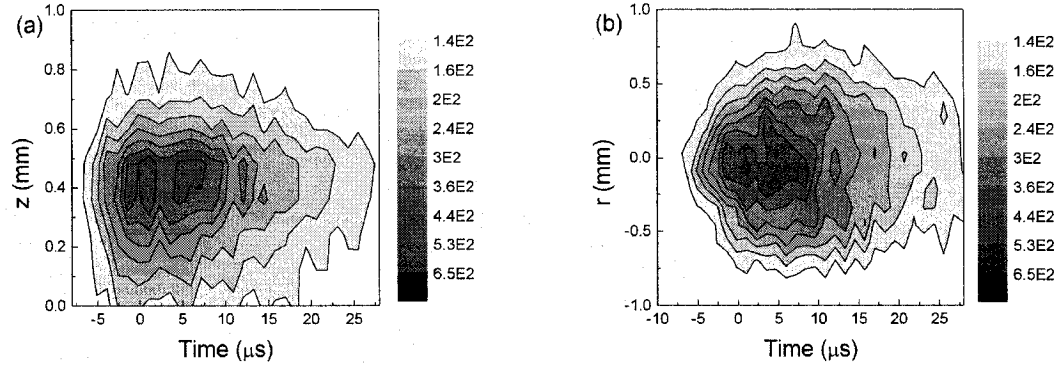 (a)
1.0
0.8
0.6
0.4
0.2
0.0
z (mm)
-5 0 5 10 15 20 25
Time (μs)
1.4E2
1.6E2
2E2
2.4E2
3E2
3.6E2
4.4E2
5.3E2
6.5E2
(b)
1.0
0.5
0.0
-0.5
-1.0
r (mm)
-10 -5 0 5 10 15 20 25
Time (μs)
1.4E2
1.6E2
2E2
2.4E2
3E2
3.6E2
4.4E2
5.3E2
6.5E2